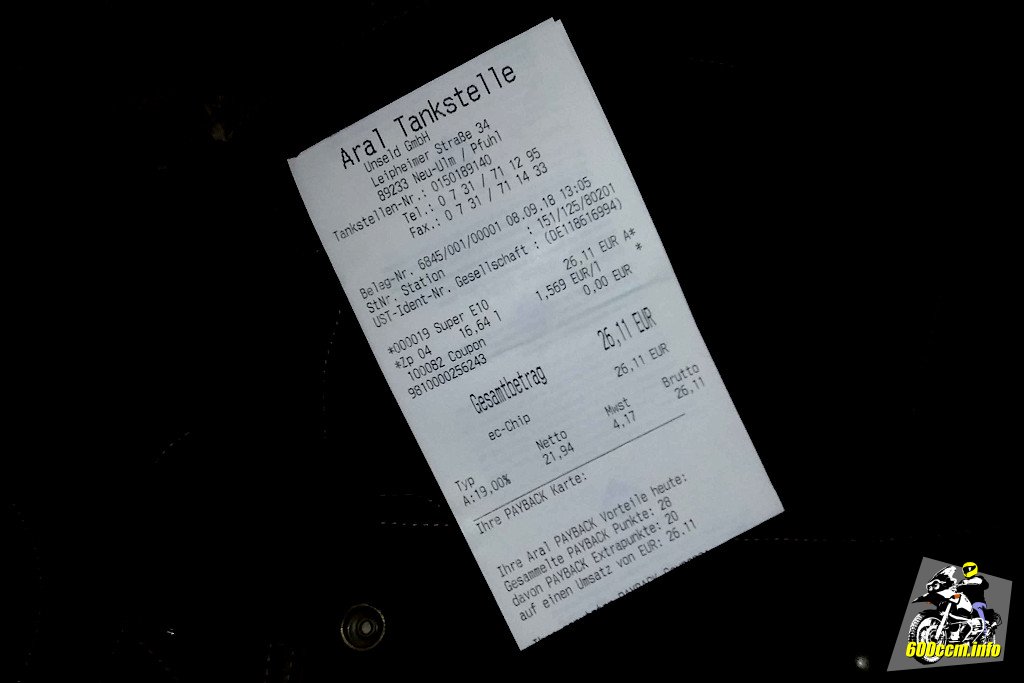 Aral Tankstelle
Unseld GmbH
Leipheimer Straße 34
89233 Neu-Ulm / Pfuhl
Tankstellen-Nr.: 0150189140
Tel.: 0 7 31 / 71 12 95
Fax.: 0 7 31 / 71 14 33
Beleg-Nr. 6845/001/00001 08.09.18 13:05
StNr. Station : 151/125/80201
UST-Ident-Nr. Gesellschaft : (DE118616994)
*000019 Super E10 26,11 EUR A*
*Zp 04 16,64 l 1,569 EUR/l *
100082 Coupon 0,00 EUR
9810000256243
Gesamtbetrag 26,11 EUR
ec-Chip 26,11 EUR
Typ Netto Mwst Brutto
A:19,00% 21,94 4,17 26,11
Ihre PAYBACK Karte:
Ihre Aral PAYBACK Vorteile heute:
Gesammelte PAYBACK Punkte: 28
davon PAYBACK Extrapunkte: 20
auf einen Umsatz von EUR: 26.11
PAYBACK
600ccm.info